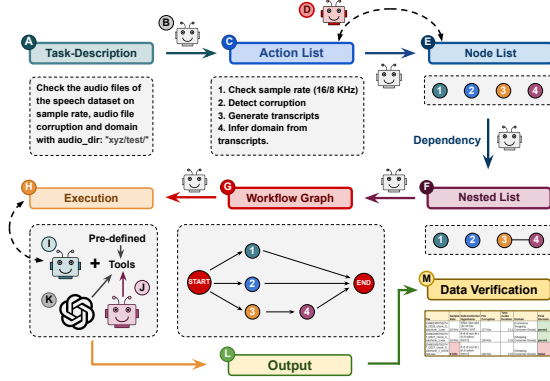 B
D
A Task-Description
C Action List
E Node List
Check the audio files of
the speech dataset on
sample rate, audio file
corruption and domain
with audio_dir: "xyz/test/"
1. Check sample rate (16/8 KHz)
2. Detect corruption
3. Generate transcripts
4. Infer domain from
transcripts.
1 2 3 4
Dependency
H Execution
G Workflow Graph
F Nested List
1 2 3 4
I
Pre-defined
+ Tools
J
K
START
1
2
3 4
END
M
Data Verification
L Output